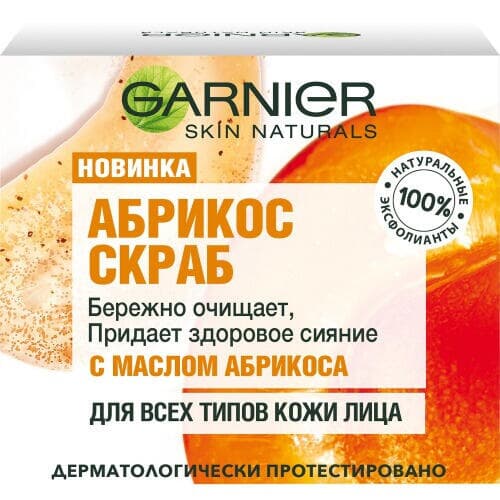 GARNIER
SKIN NATURALS
НОВИНКА
НАТУРАЛЬНЫЕ
100%
ЭКСФОЛИАНТЫ
АБРИКОС
СКРАБ
Бережно очищает,
Придает здоровое сияние
С МАСЛОМ АБРИКОСА
ДЛЯ ВСЕХ ТИПОВ КОЖИ ЛИЦА
ДЕРМАТОЛОГИЧЕСКИ ПРОТЕСТИРОВАНО